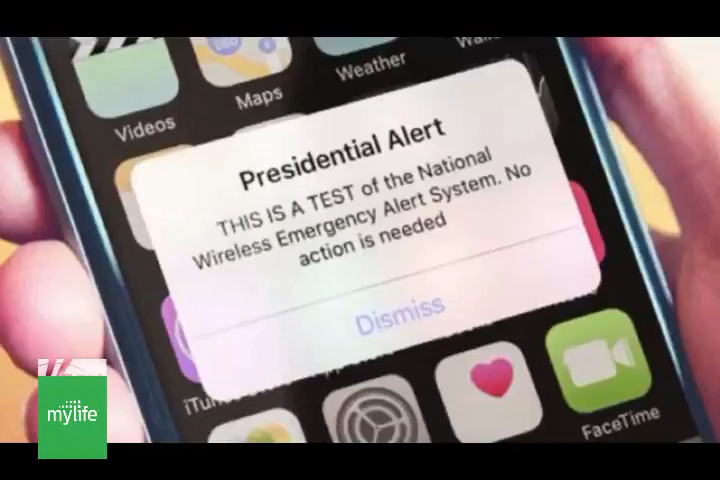 Videos
Maps
Weather
Presidential Alert
THIS IS A TEST of the National
Wireless Emergency Alert System. No
action is needed
Dismiss
FaceTime
mylife